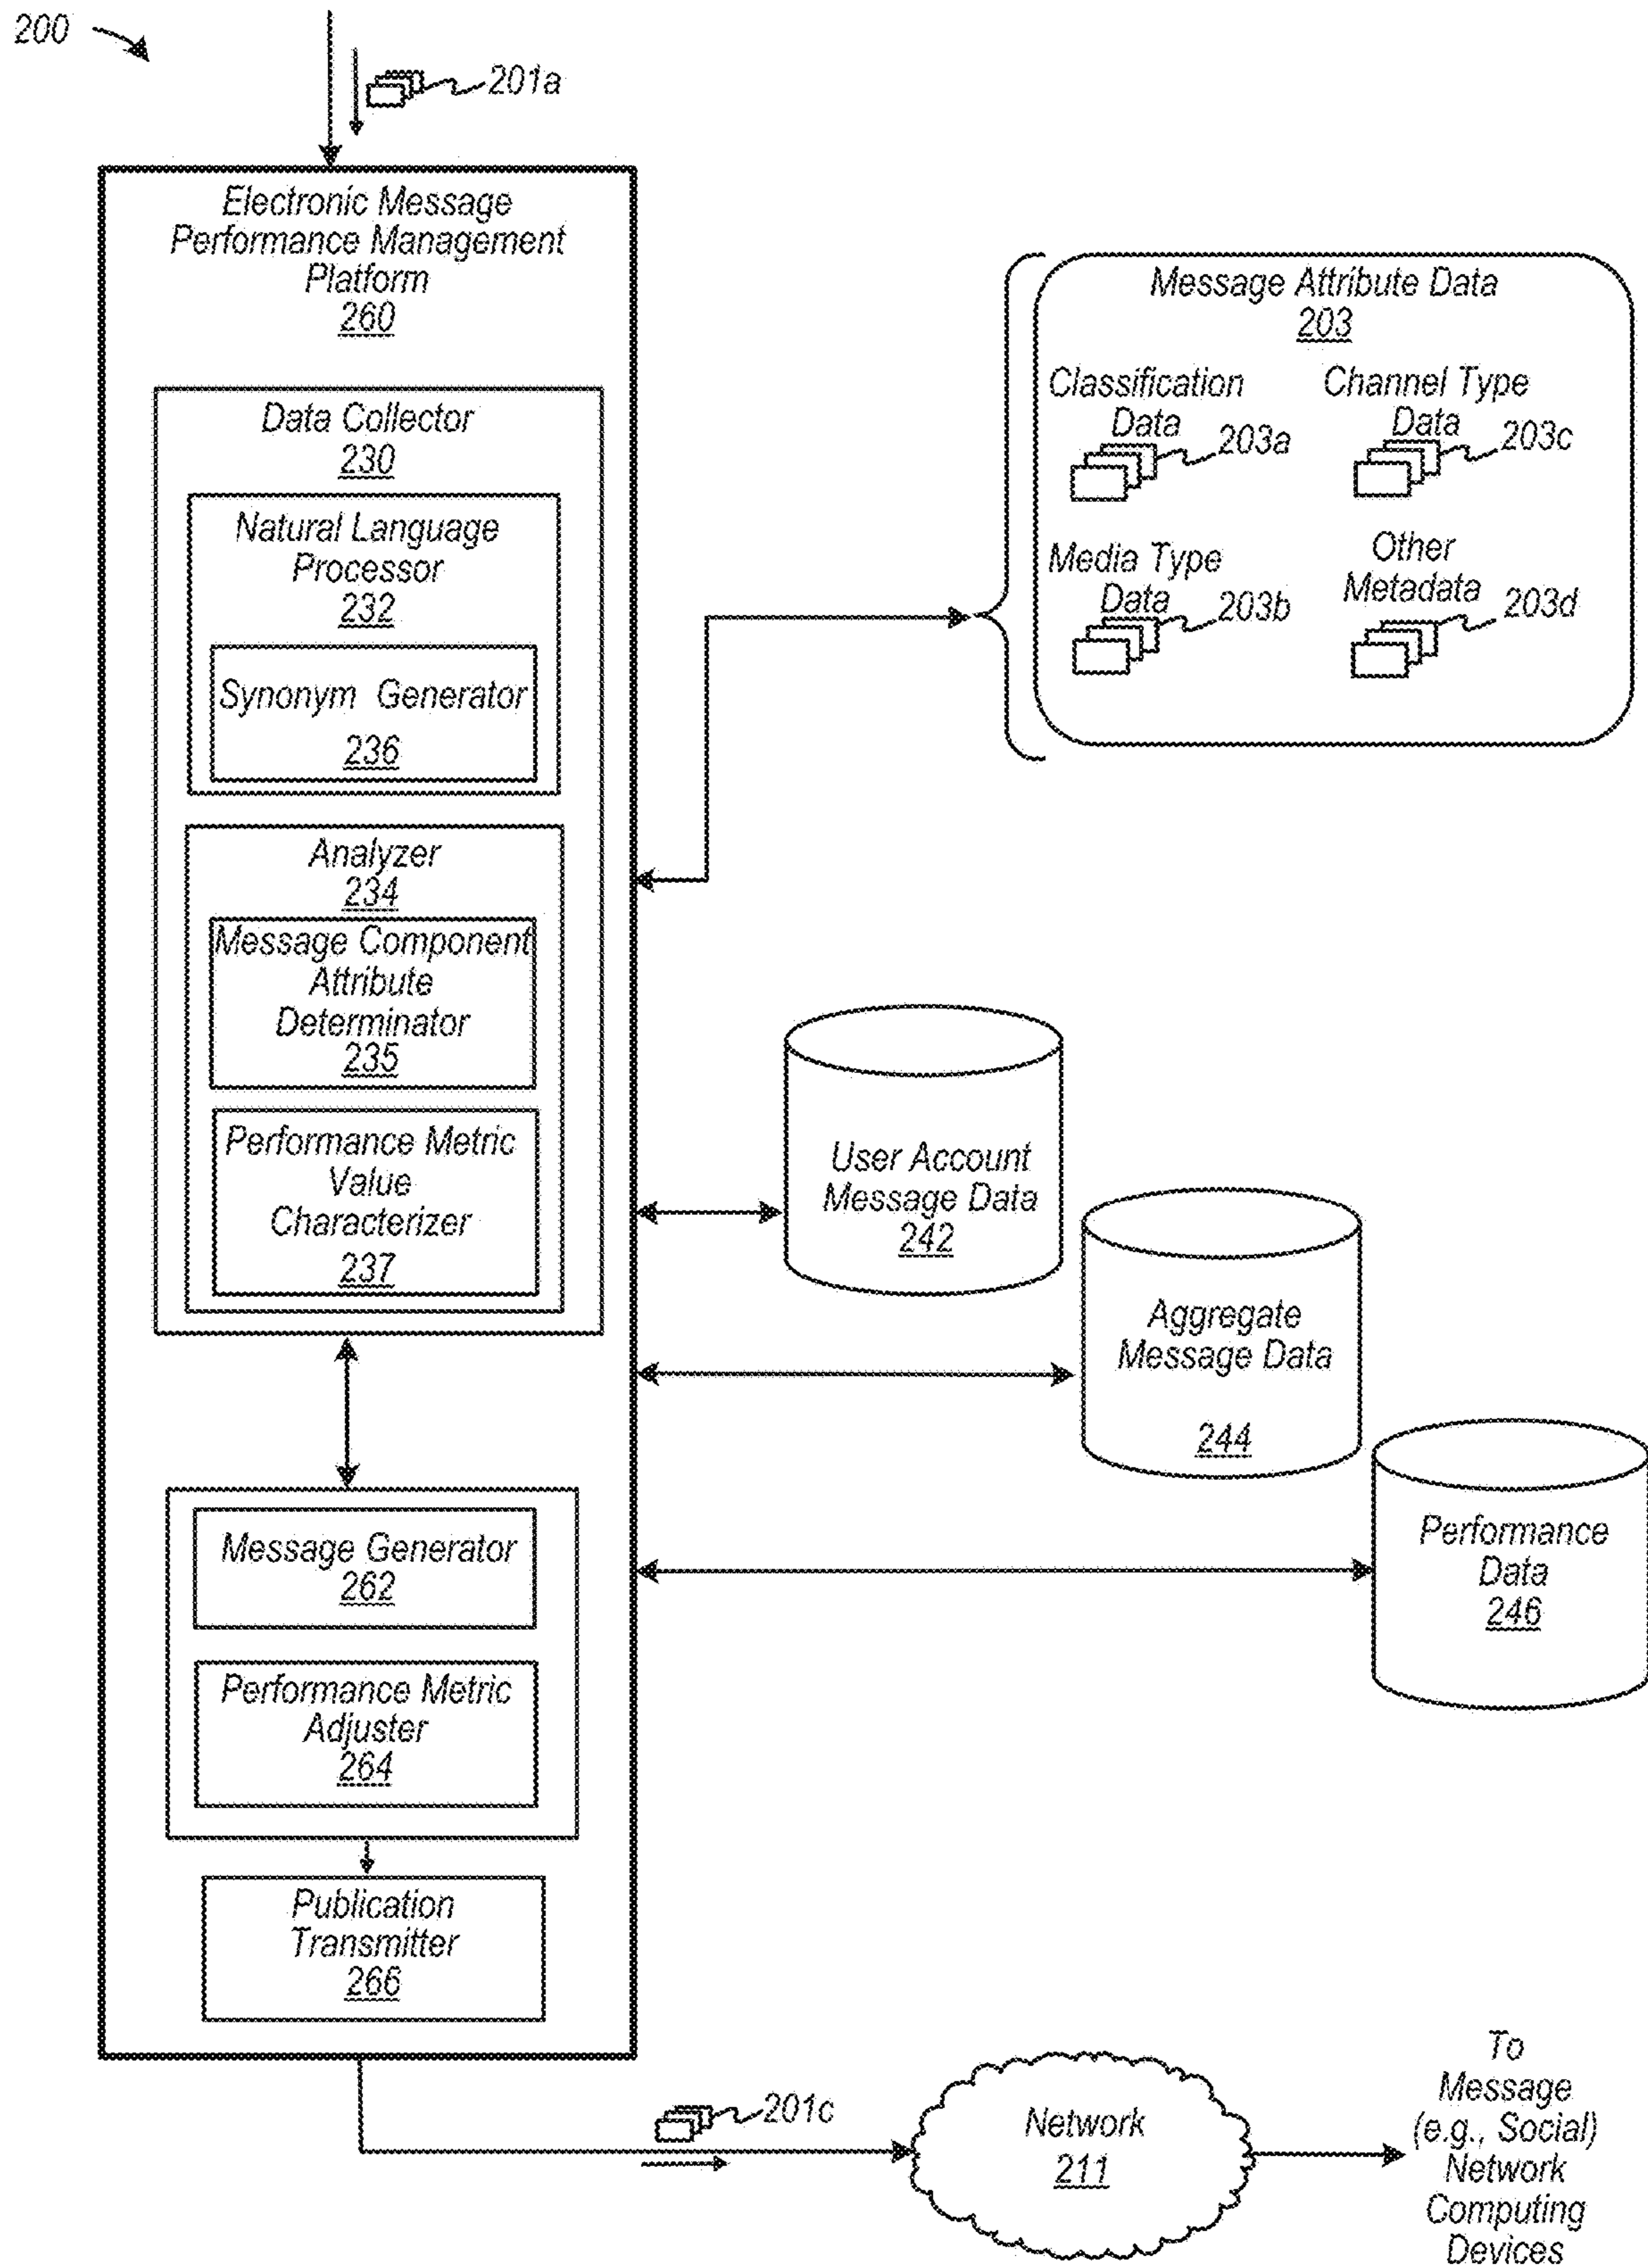 200
201a
Electronic Message
Performance Management
Platform
260
Data Collector
230
Natural Language
Processor
232
Synonym Generator
236
Analyzer
234
Message Component
Attribute
Determinator
235
Performance Metric
Value
Characterizer
237
Message Generator
262
Performance Metric
Adjuster
264
Publication
Transmitter
266
Message Attribute Data
203
Classification
Data
203a
Channel Type
Data
203c
Media Type
Data
203b
Other
Metadata
203d
User Account
Message Data
242
Aggregate
Message Data
244
Performance
Data
246
201c
Network
211
To
Message
(e.g., Social)
Network
Computing
Devices